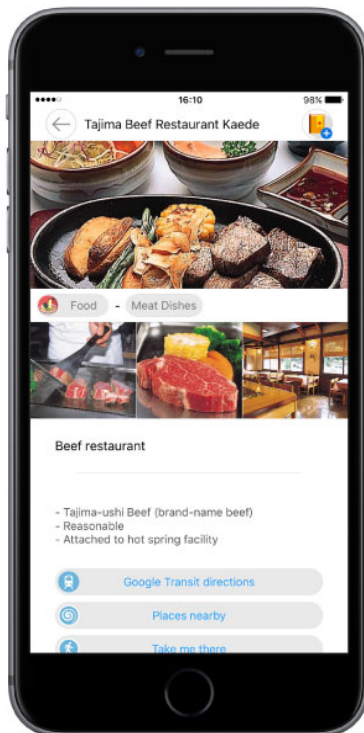 16:10
98%
Tajima Beef Restaurant Kaede
Food - Meat Dishes
Beef restaurant
- Tajima-ushi Beef (brand-name beef)
- Reasonable
- Attached to hot spring facility
Google Transit directions
Places nearby
Take me there